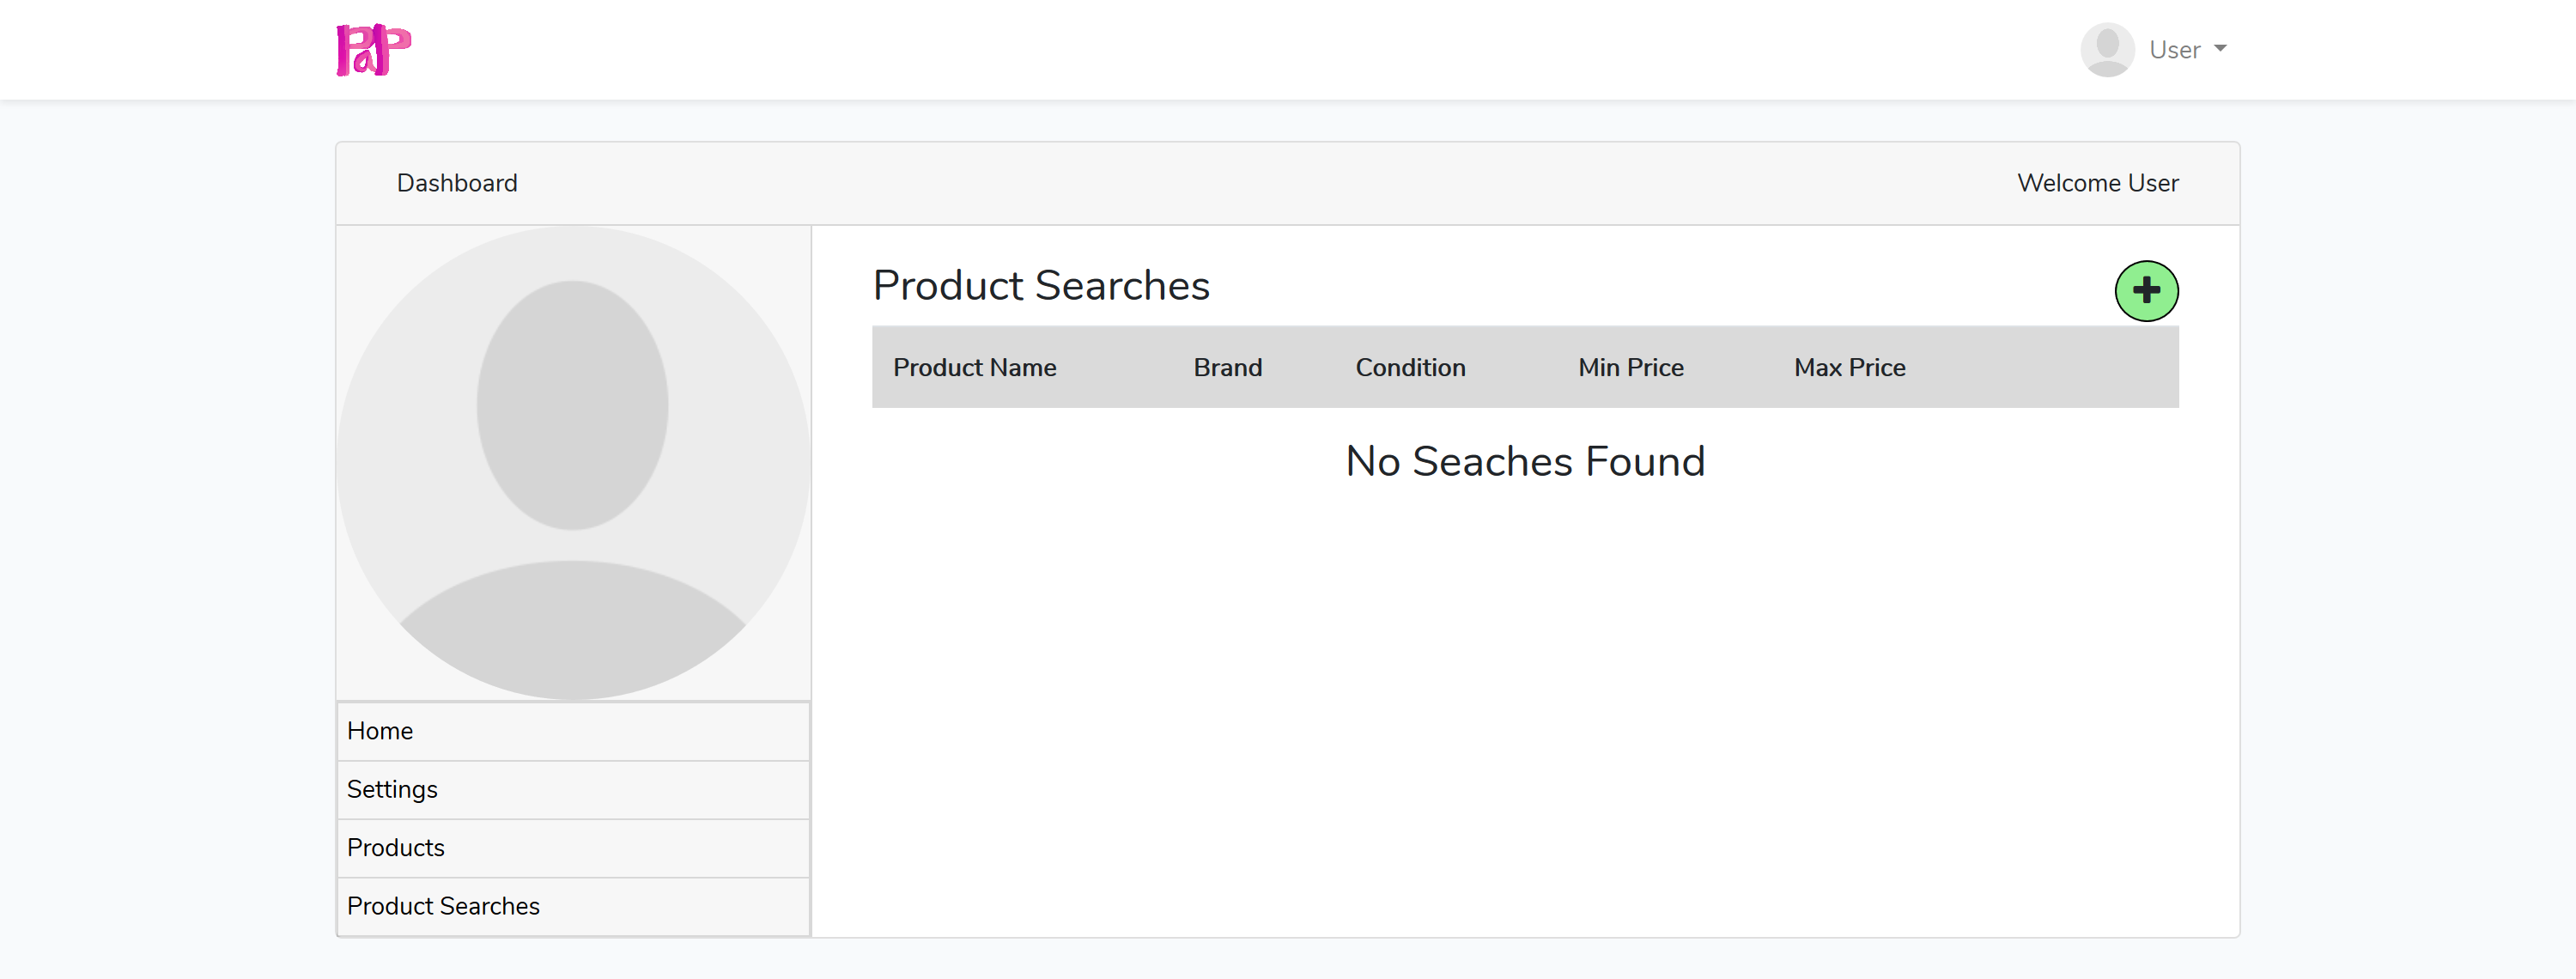 PaP
User
Dashboard
Welcome User
Product Searches
Product Name Brand Condition Min Price Max Price
No Seaches Found
Home
Settings
Products
Product Searches